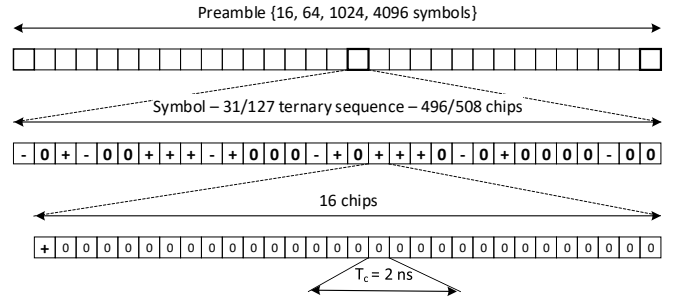 Preamble {16, 64, 1024, 4096 symbols}
Symbol – 31/127 ternary sequence – 496/508 chips
- 0 + - 0 0 + + + - + 0 0 0 - + 0 + + + 0 - 0 + 0 0 0 0 - 0 0
16 chips
+ 0 0 0 0 0 0 0 0 0 0 0 0 0 0 0 0 0 0 0 0 0 0 0 0 0 0 0 0 0
Tc = 2 ns